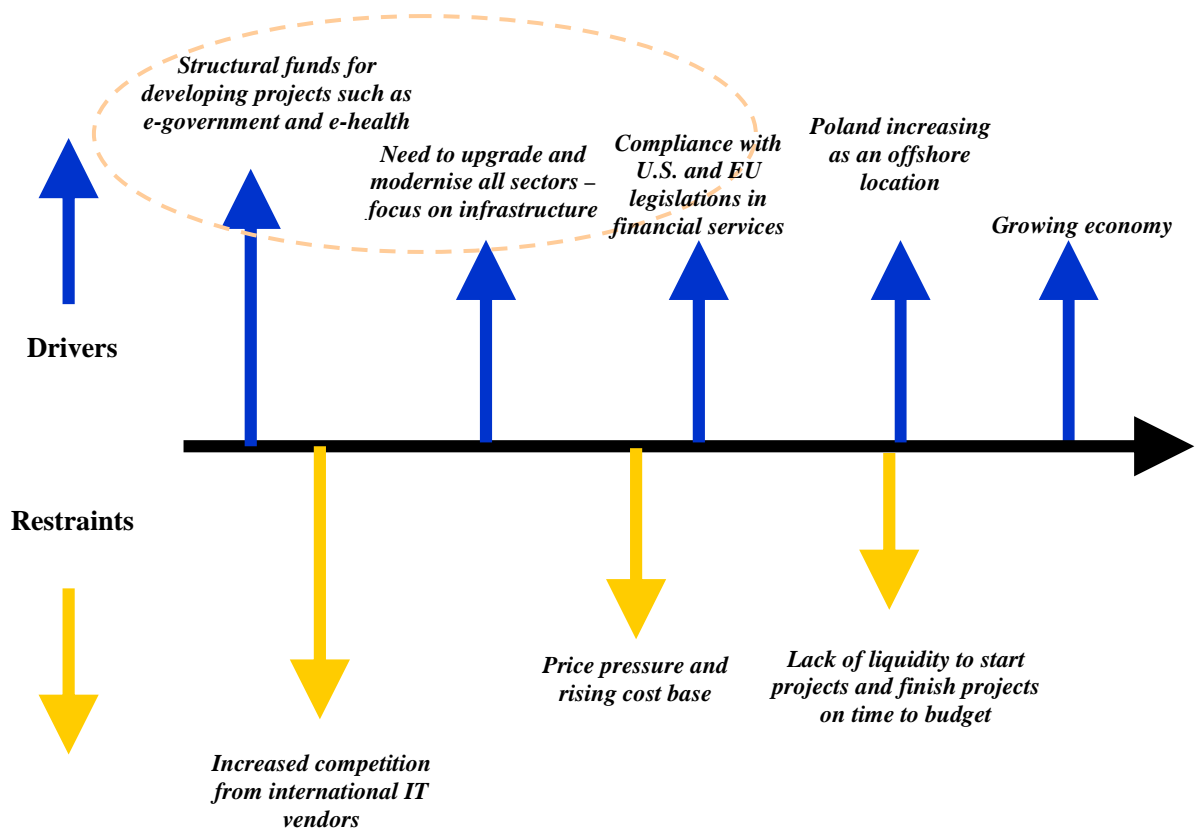 Structural funds for
developing projects such as
e-government and e-health
Need to upgrade and
modernise all sectors –
focus on infrastructure
Compliance with
U.S. and EU
legislations in
financial services
Poland increasing
as an offshore
location
Growing economy
Drivers
Restraints
Increased competition
from international IT
vendors
Price pressure and
rising cost base
Lack of liquidity to start
projects and finish projects
on time to budget